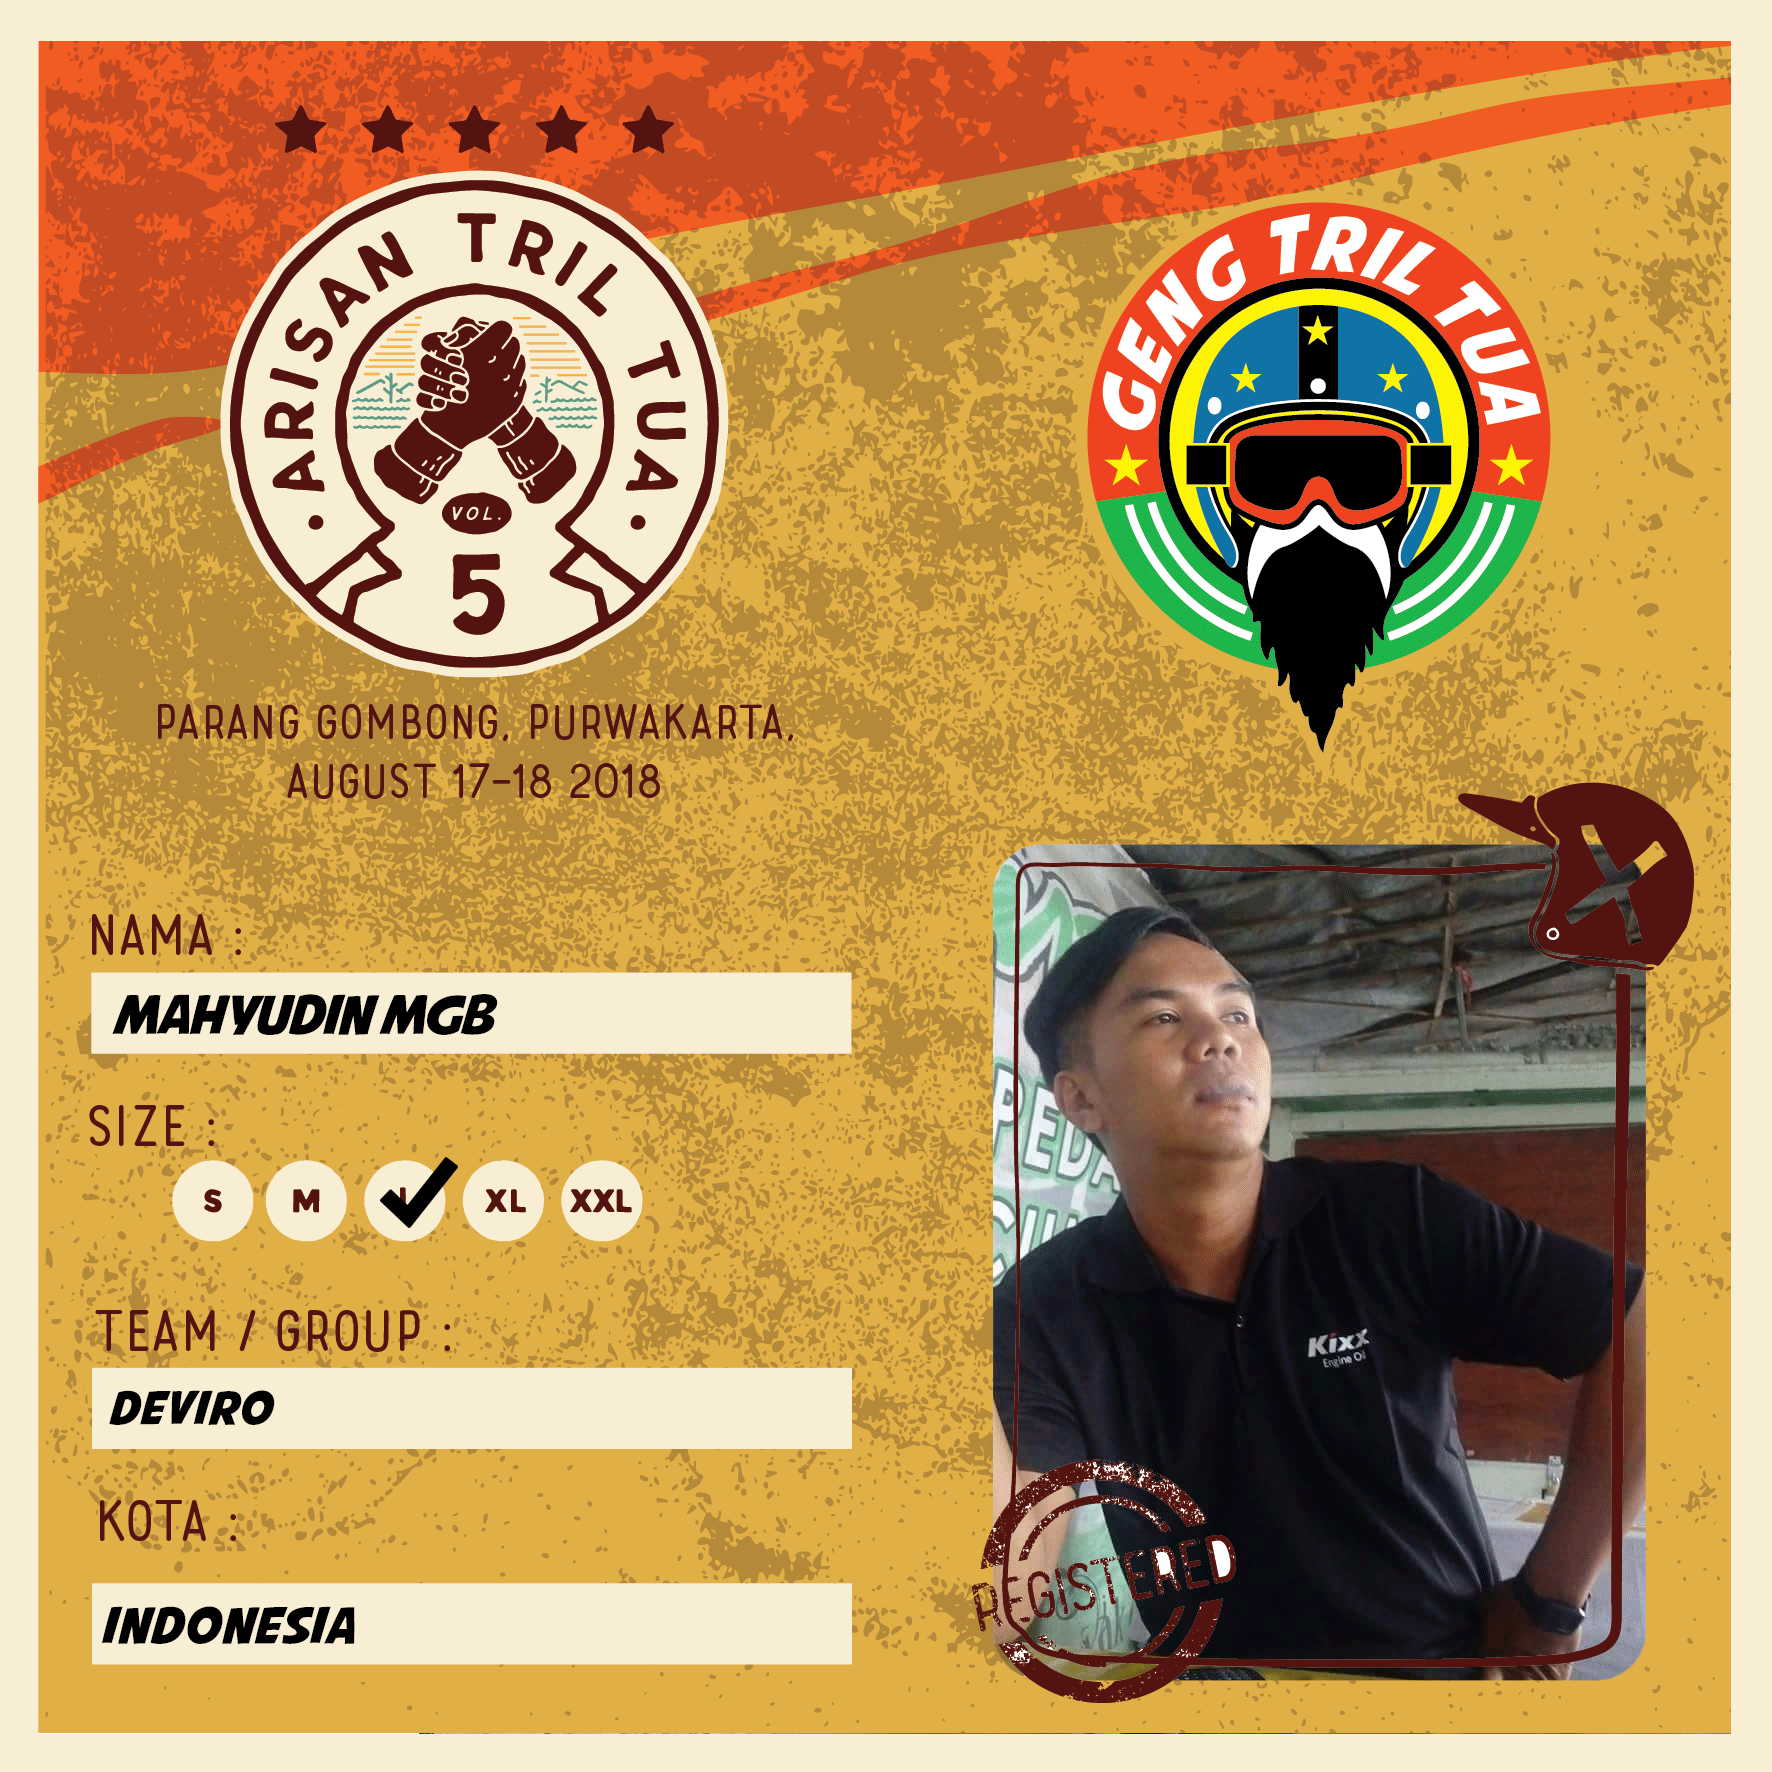 ARISAN TRIL TUA
VOL.
5
GENG TRIL TUA
PARANG GOMBONG, PURWAKARTA,
AUGUST 17-18 2018
NAMA :
MAHYUDIN MGB
SIZE :
S M L XL XXL
TEAM / GROUP :
DEVIRO
KOTA :
INDONESIA
Kixx
Engine Oil
REGISTERED